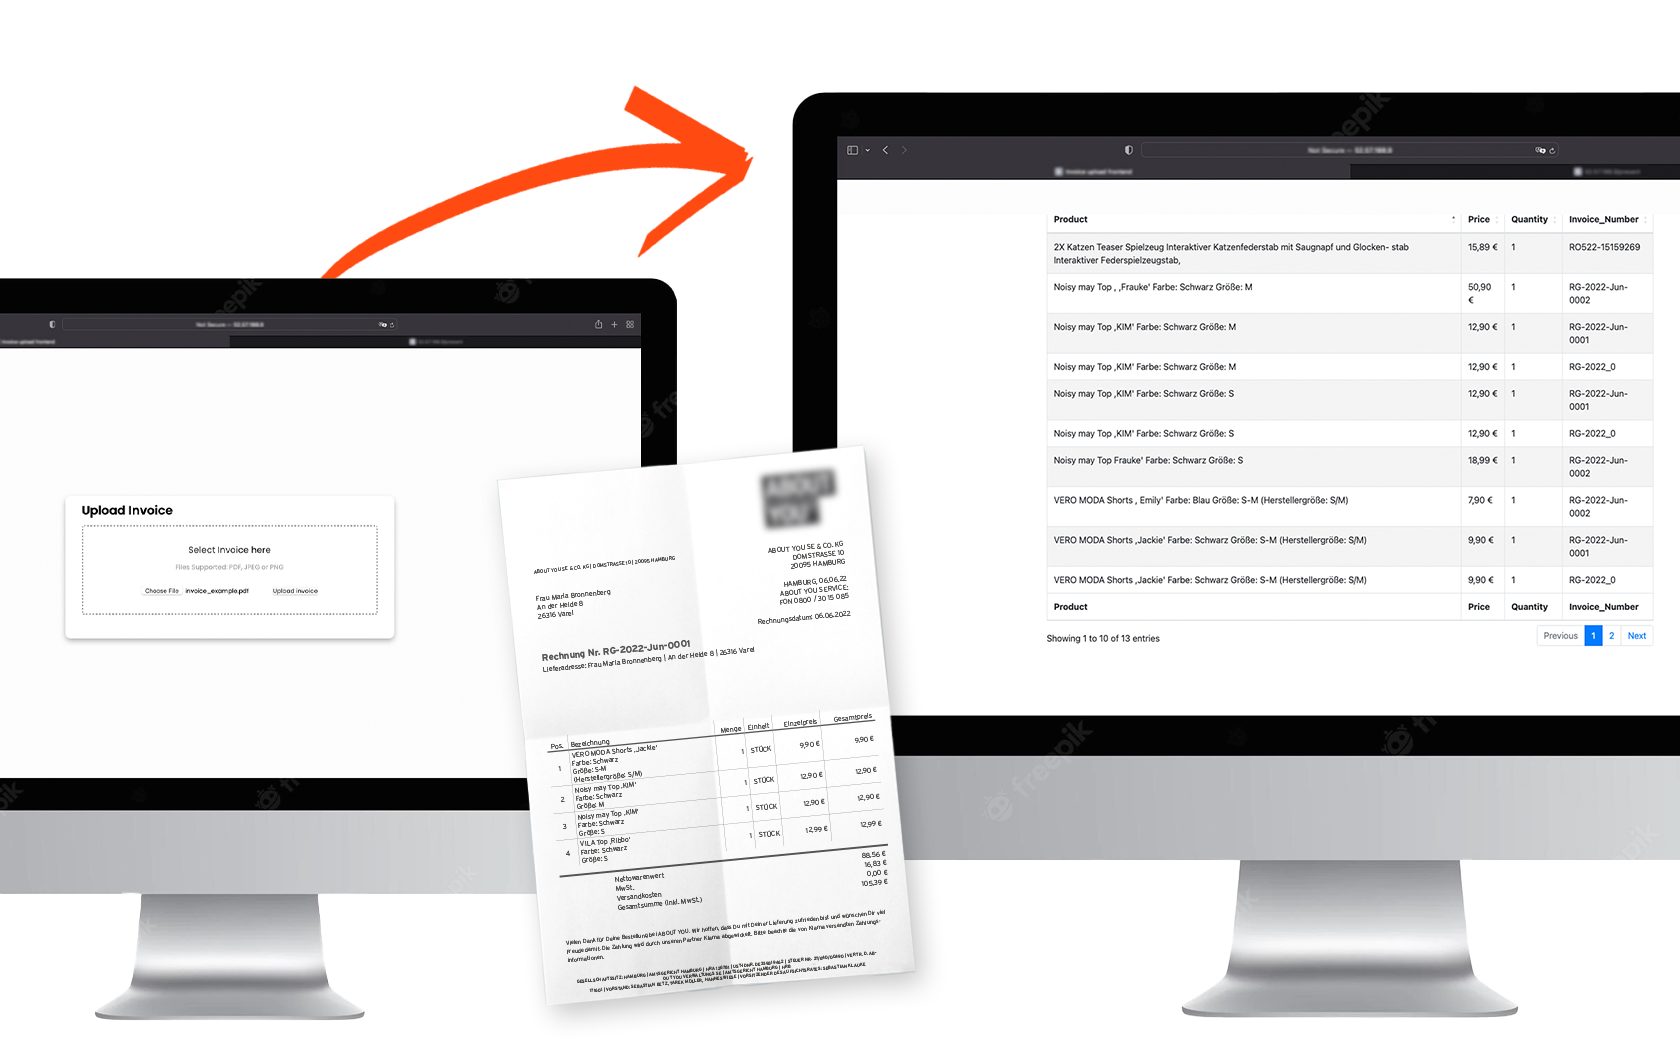 Upload Invoice
Select Invoice here
Files Supported: PDF, JPEG or PNG
Choose File invoice_example.pdf Upload invoice
ABOUT YOU
ABOUT YOU SE & CO. KG
DOMSTRASSE 10
20095 HAMBURG
ABOUT YOU SE & CO. KG | DOMSTRASSE 10 | 20095 HAMBURG
HAMBURG, 06.06.22
ABOUT YOU SERVICE:
FON 0800 / 30 15 085
Frau Maria Bronnenberg
An der Heide 8
26316 Varel
Rechnungsdatum: 06.06.2022
Rechnung Nr. RG-2022-Jun-0001
Lieferadresse: Frau Maria Bronnenberg | An der Heide 8 | 26316 Varel
Pos. Bezeichnung Menge Einheit Einzelpreis Gesamtpreis
1 VERO MODA Shorts „Jackie' 1 STÜCK 9,90 € 9,90 €
Farbe: Schwarz
Größe: S-M
(Herstellergröße: S/M)
2 Noisy may Top ‚KIM' 1 STÜCK 12,90 € 12,90 €
Farbe: Schwarz
Größe: M
3 Noisy may Top ‚KIM' 1 STÜCK 12,90 € 12,90 €
Farbe: Schwarz
Größe: S
4 VILA Top ‚Ribbo' 1 STÜCK 12,99 € 12,99 €
Farbe: Schwarz
Größe: S
Nettowarenwert 88,56 €
MwSt. 16,83 €
Versandkosten 0,00 €
Gesamtsumme (inkl. MwSt.) 105,39 €
Vielen Dank für Deine Bestellung bei ABOUT YOU. Wir hoffen, dass Du mit Deiner Lieferung zufrieden bist und wünschen Dir viel
Freude damit. Die Zahlung wird durch unseren Partner Klarna abgewickelt. Bitte beachte die von Klarna versendten Zahlungs-
informationen.
Product Price Quantity Invoice_Number
2X Katzen Teaser Spielzeug Interaktiver Katzenfederstab mit Saugnapf und Glocken- stab 15,89 € 1 RO522-15159269
Interaktiver Federspielzeugstab,
Noisy may Top , ‚Frauke' Farbe: Schwarz Größe: M 50,90 1 RG-2022-Jun-
€ 0002
Noisy may Top ‚KIM' Farbe: Schwarz Größe: M 12,90 € 1 RG-2022-Jun-
0001
Noisy may Top ‚KIM' Farbe: Schwarz Größe: M 12,90 € 1 RG-2022_0
Noisy may Top ‚KIM' Farbe: Schwarz Größe: S 12,90 € 1 RG-2022-Jun-
0001
Noisy may Top ‚KIM' Farbe: Schwarz Größe: S 12,90 € 1 RG-2022_0
Noisy may Top Frauke' Farbe: Schwarz Größe: S 18,99 € 1 RG-2022-Jun-
0002
VERO MODA Shorts , Emily' Farbe: Blau Größe: S-M (Herstellergröße: S/M) 7,90 € 1 RG-2022-Jun-
0002
VERO MODA Shorts ‚Jackie' Farbe: Schwarz Größe: S-M (Herstellergröße: S/M) 9,90 € 1 RG-2022-Jun-
0001
VERO MODA Shorts ‚Jackie' Farbe: Schwarz Größe: S-M (Herstellergröße: S/M) 9,90 € 1 RG-2022_0
Product Price Quantity Invoice_Number
Showing 1 to 10 of 13 entries Previous 1 2 Next
freepik